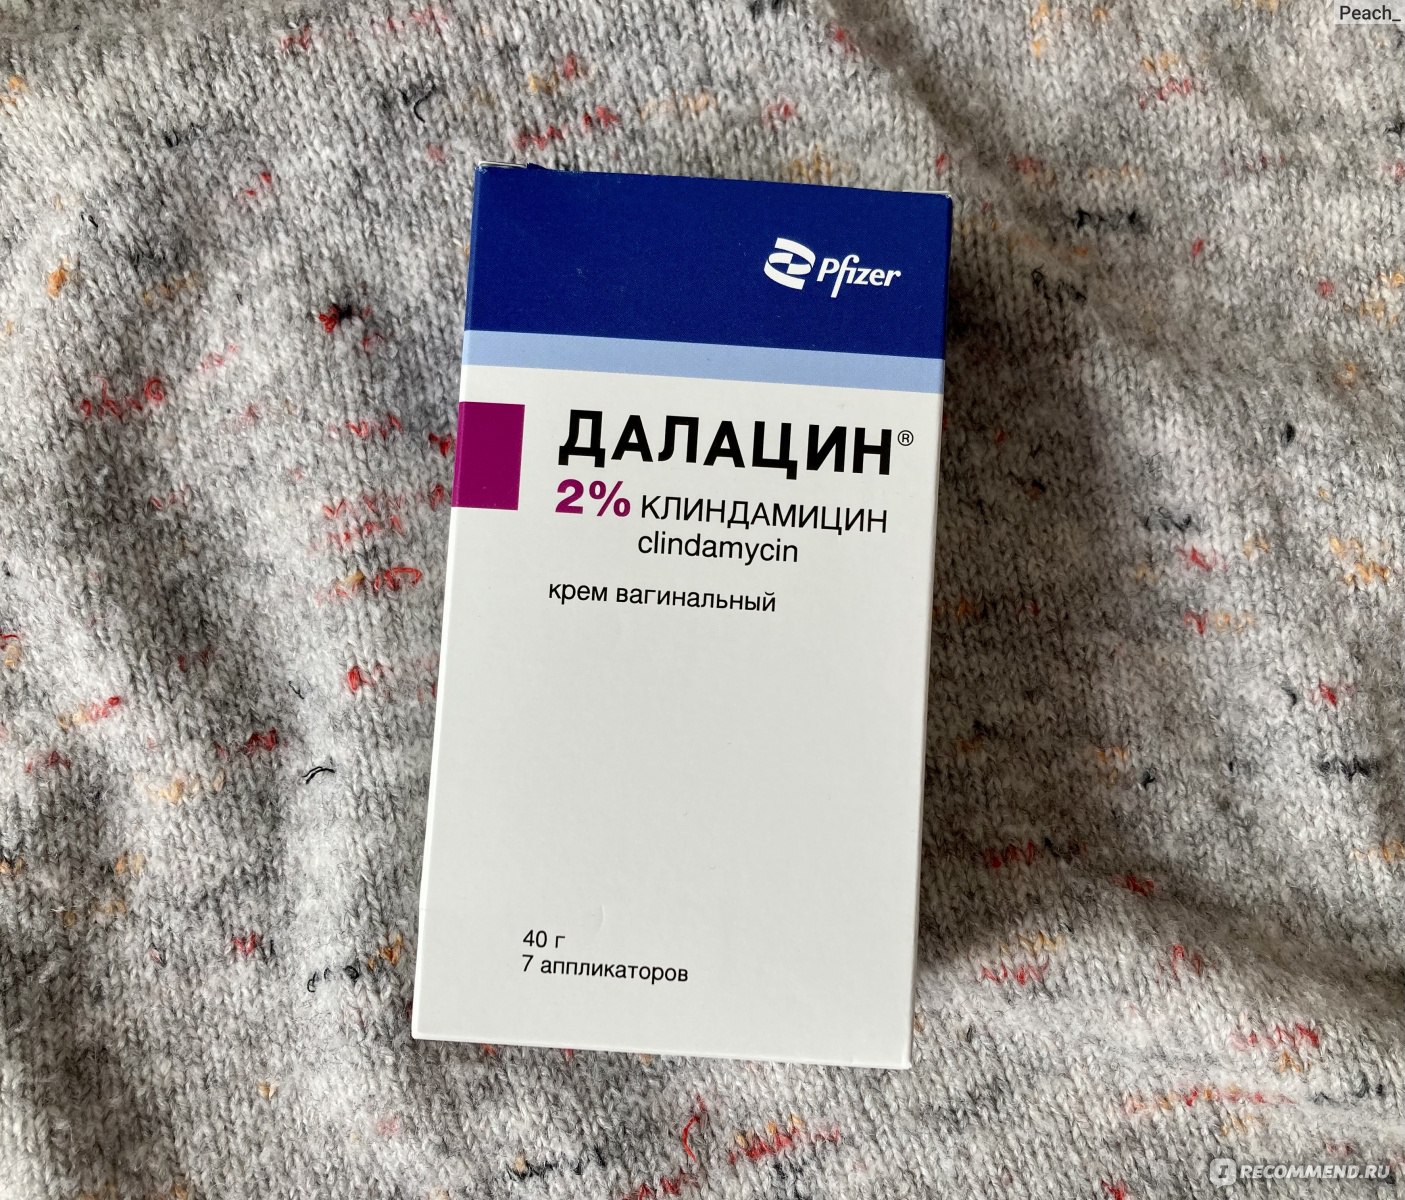 Peach_
Pfizer
ДАЛАЦИН®
2% КЛИНДАМИЦИН
clindamycin
крем вагинальный
40 г
7 аппликаторов
RECOMMEND.RU